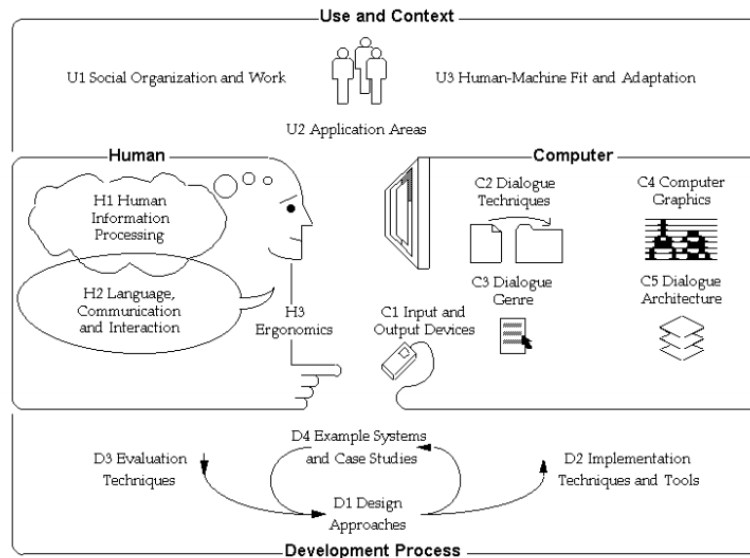 Use and Context
U1 Social Organization and Work
U3 Human-Machine Fit and Adaptation
U2 Application Areas
Human
Computer
H1 Human
Information
Processing
H2 Language,
Communication
and Interaction
H3
Ergonomics
C1 Input and
Output Devices
C2 Dialogue
Techniques
C3 Dialogue
Genre
C4 Computer
Graphics
C5 Dialogue
Architecture
D3 Evaluation
Techniques
D4 Example Systems
and Case Studies
D1 Design
Approaches
D2 Implementation
Techniques and Tools
Development Process